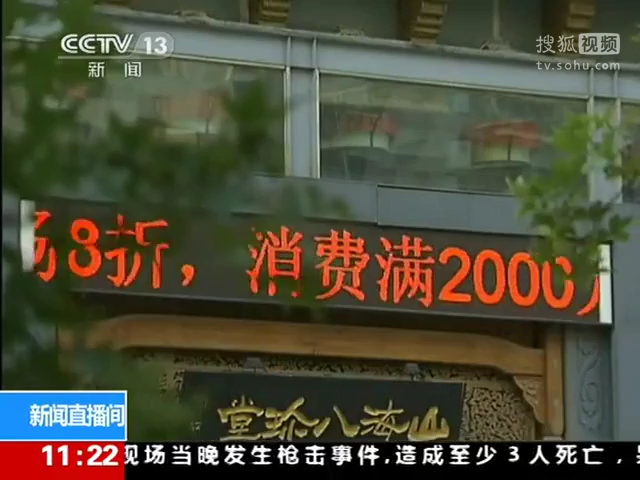 CCTV 13
新闻
搜狐视频
tv.sohu.com
场8折，消费满2000
山海八珍堂
新闻直播间
11:22
现场当晚发生枪击事件,造成至少3人死亡,